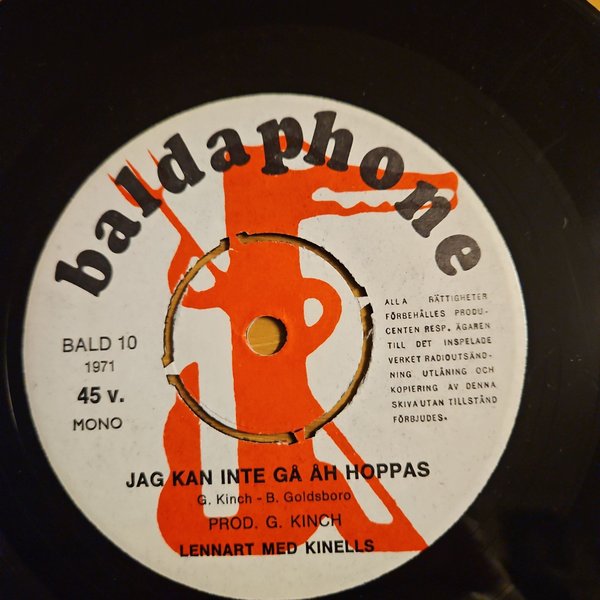 baldaphone
BALD 10
1971
45 v.
MONO
ALLA RÄTTIGHETER
FÖRBEHÅLLES PRODU-
CENTEN RESP. ÄGAREN
TILL DET INSPELADE
VERKET RADIOUTSÄND-
NING UTLÅNING OCH
KOPIERING AV DENNA
SKIVA UTAN TILLSTÅND
FÖRBJUDES.
JAG KAN INTE GÅ ÅH HOPPAS
G. Kinch - B. Goldsboro
PROD. G. KINCH
LENNART MED KINELLS